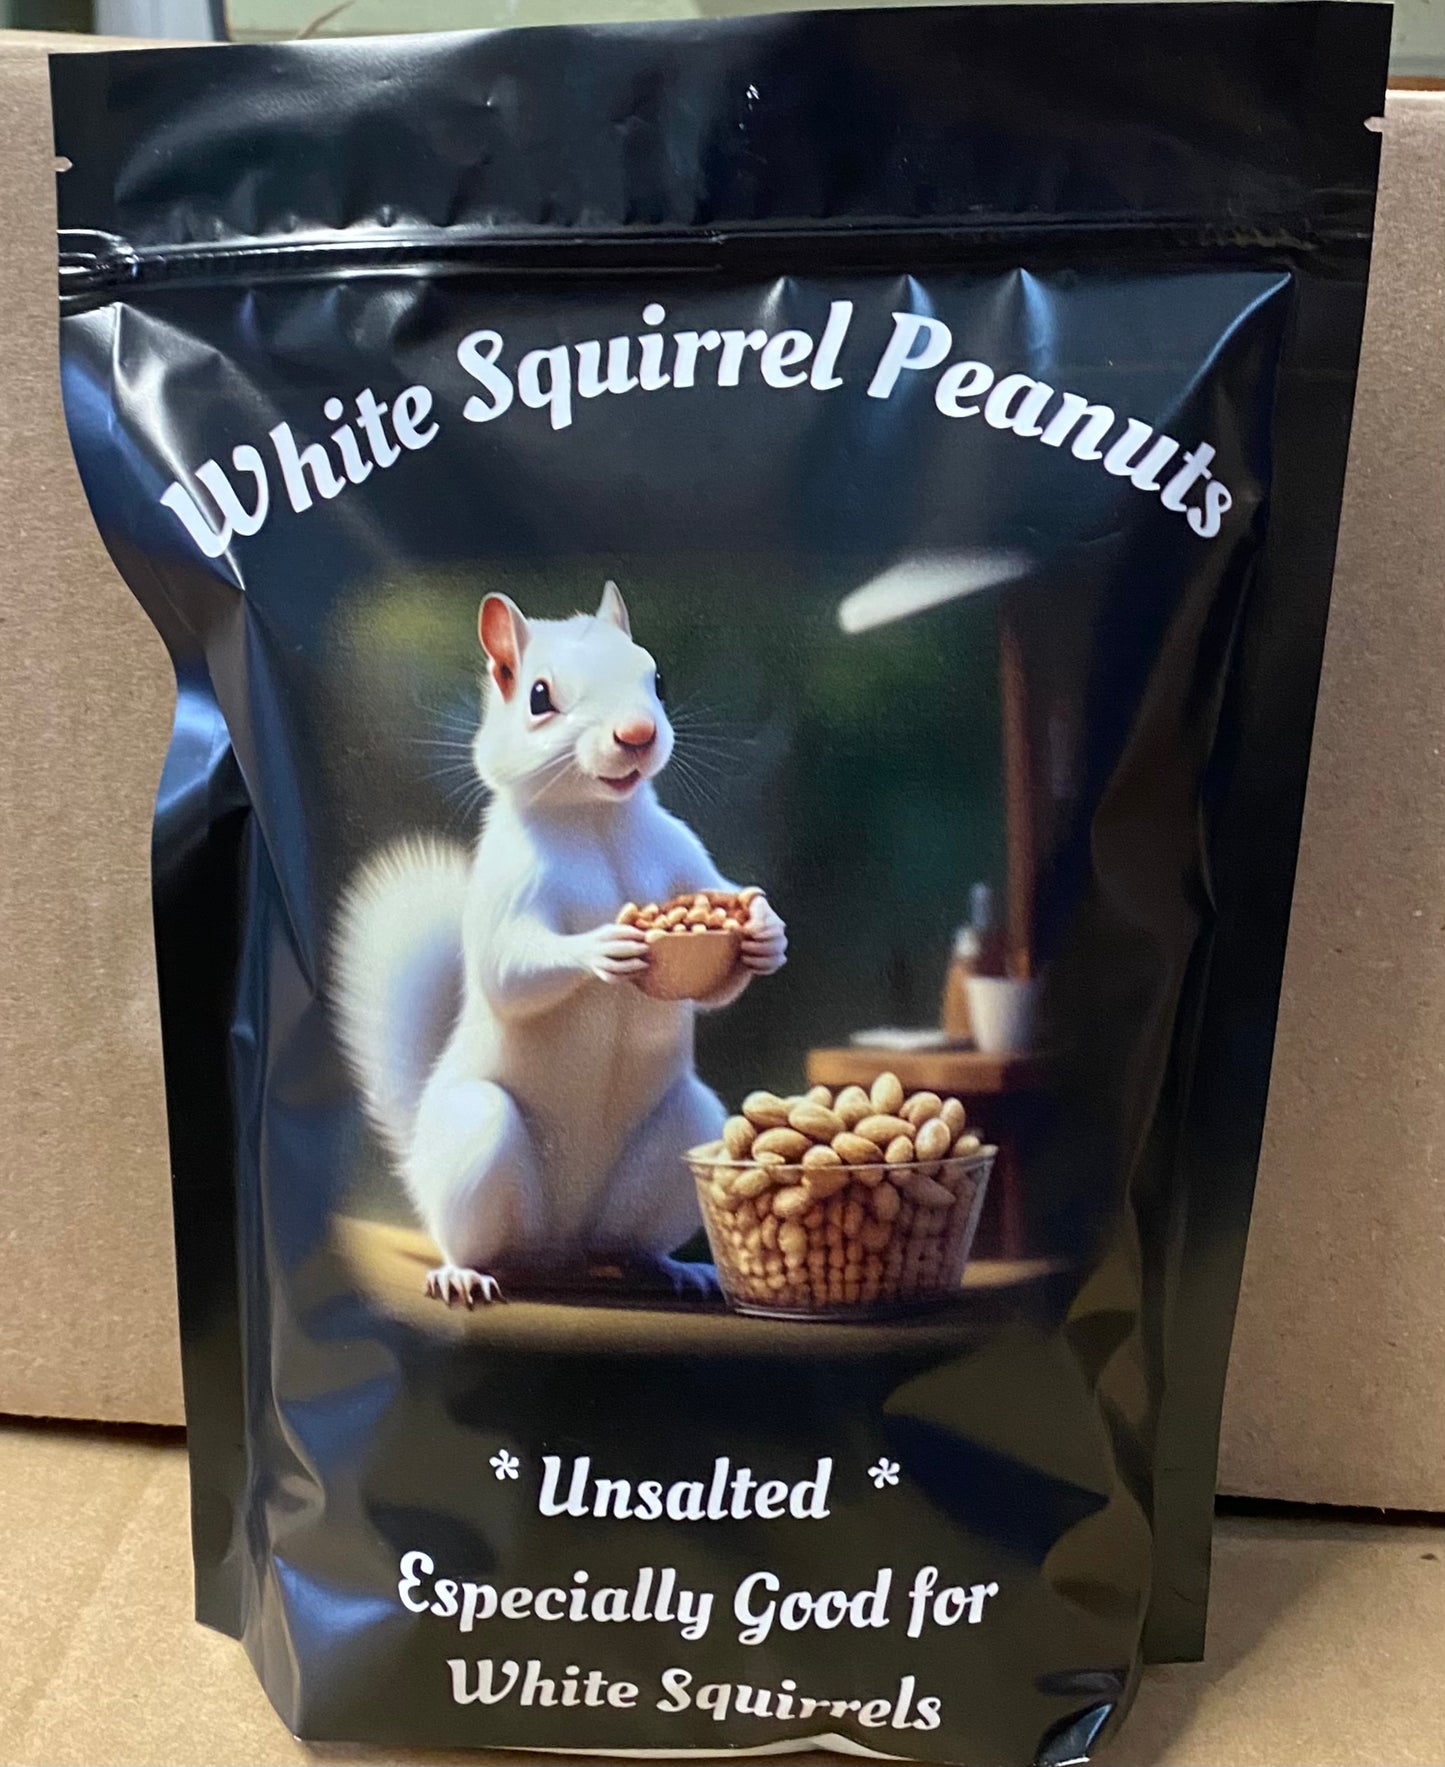 White Squirrel Peanuts
* Unsalted *
Especially Good for
White Squirrels